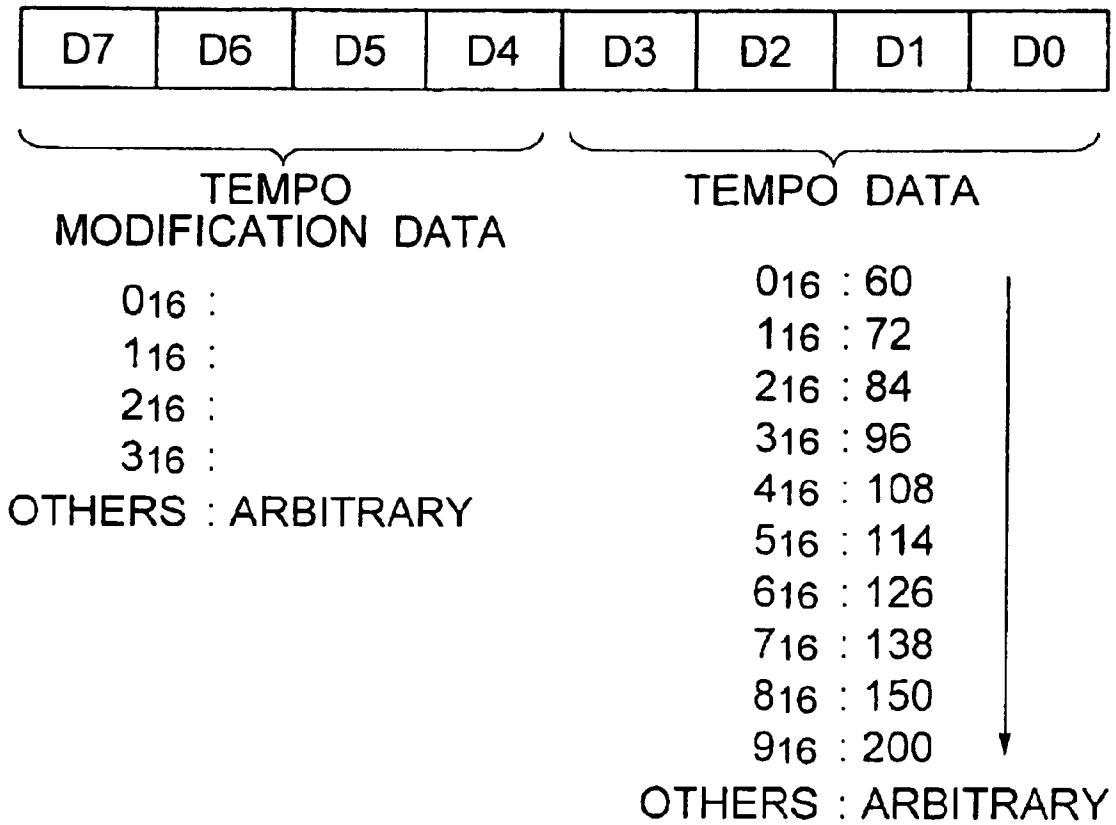 D7 D6 D5 D4 D3 D2 D1 D0
TEMPO
MODIFICATION DATA
016 :
116 :
216 :
316 :
OTHERS : ARBITRARY
TEMPO DATA
016 : 60
116 : 72
216 : 84
316 : 96
416 : 108
516 : 114
616 : 126
716 : 138
816 : 150
916 : 200
OTHERS : ARBITRARY